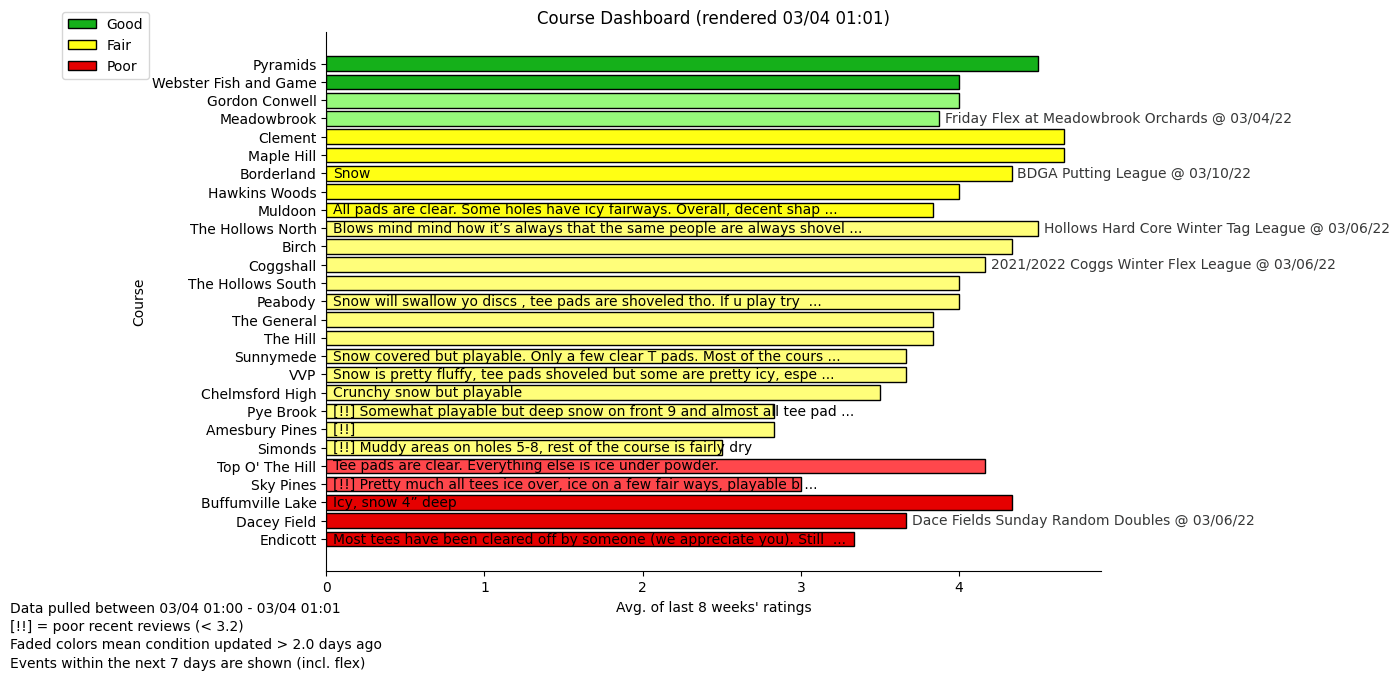 Course Dashboard (rendered 03/04 01:01)
Good
Fair
Poor
Course
Pyramids
Webster Fish and Game
Gordon Conwell
Meadowbrook Friday Flex at Meadowbrook Orchards @ 03/04/22
Clement
Maple Hill
Borderland Snow BDGA Putting League @ 03/10/22
Hawkins Woods
Muldoon All pads are clear. Some holes have icy fairways. Overall, decent shap ...
The Hollows North Blows mind mind how it’s always that the same people are always shovel ... Hollows Hard Core Winter Tag League @ 03/06/22
Birch
Coggshall 2021/2022 Coggs Winter Flex League @ 03/06/22
The Hollows South
Peabody Snow will swallow yo discs , tee pads are shoveled tho. If u play try  ...
The General
The Hill
Sunnymede Snow covered but playable. Only a few clear T pads. Most of the cours ...
VVP Snow is pretty fluffy, tee pads shoveled but some are pretty icy, espe ...
Chelmsford High Crunchy snow but playable
Pye Brook [!!] Somewhat playable but deep snow on front 9 and almost all tee pad ...
Amesbury Pines [!!]
Simonds [!!] Muddy areas on holes 5-8, rest of the course is fairly dry
Top O' The Hill Tee pads are clear. Everything else is ice under powder.
Sky Pines [!!] Pretty much all tees ice over, ice on a few fair ways, playable b ...
Buffumville Lake Icy, snow 4” deep
Dacey Field Dace Fields Sunday Random Doubles @ 03/06/22
Endicott Most tees have been cleared off by someone (we appreciate you). Still  ...
0 1 2 3 4
Avg. of last 8 weeks' ratings
Data pulled between 03/04 01:00 - 03/04 01:01
[!!] = poor recent reviews (< 3.2)
Faded colors mean condition updated > 2.0 days ago
Events within the next 7 days are shown (incl. flex)